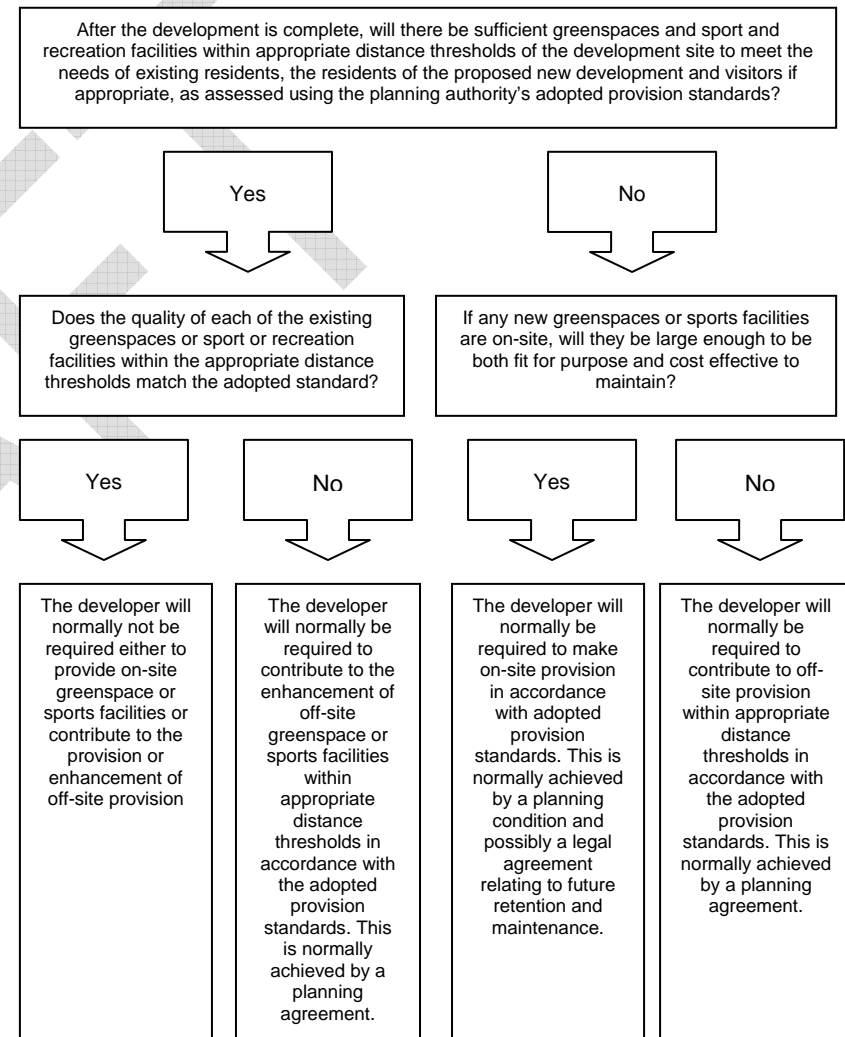 After the development is complete, will there be sufficient greenspaces and sport and
recreation facilities within appropriate distance thresholds of the development site to meet the
needs of existing residents, the residents of the proposed new development and visitors if
appropriate, as assessed using the planning authority's adopted provision standards?
Yes
No
Does the quality of each of the existing
greenspaces or sport or recreation
facilities within the appropriate distance
thresholds match the adopted standard?
If any new greenspaces or sports facilities
are on-site, will they be large enough to be
both fit for purpose and cost effective to
maintain?
Yes
No
Yes
No
The developer will
normally not be
required either to
provide on-site
greenspace or
sports facilities or
contribute to the
provision or
enhancement of
off-site provision
The developer
will normally be
required to
contribute to the
enhancement of
off-site
greenspace or
sports facilities
within
appropriate
distance
thresholds in
accordance with
the adopted
provision
standards. This
is normally
achieved by a
planning
agreement.
The developer will
normally be
required to make
on-site provision
in accordance
with adopted
provision
standards. This is
normally achieved
by a planning
condition and
possibly a legal
agreement
relating to future
retention and
maintenance.
The developer will
normally be
required to
contribute to off-
site provision
within appropriate
distance
thresholds in
accordance with
the adopted
provision
standards. This is
normally achieved
by a planning
agreement.